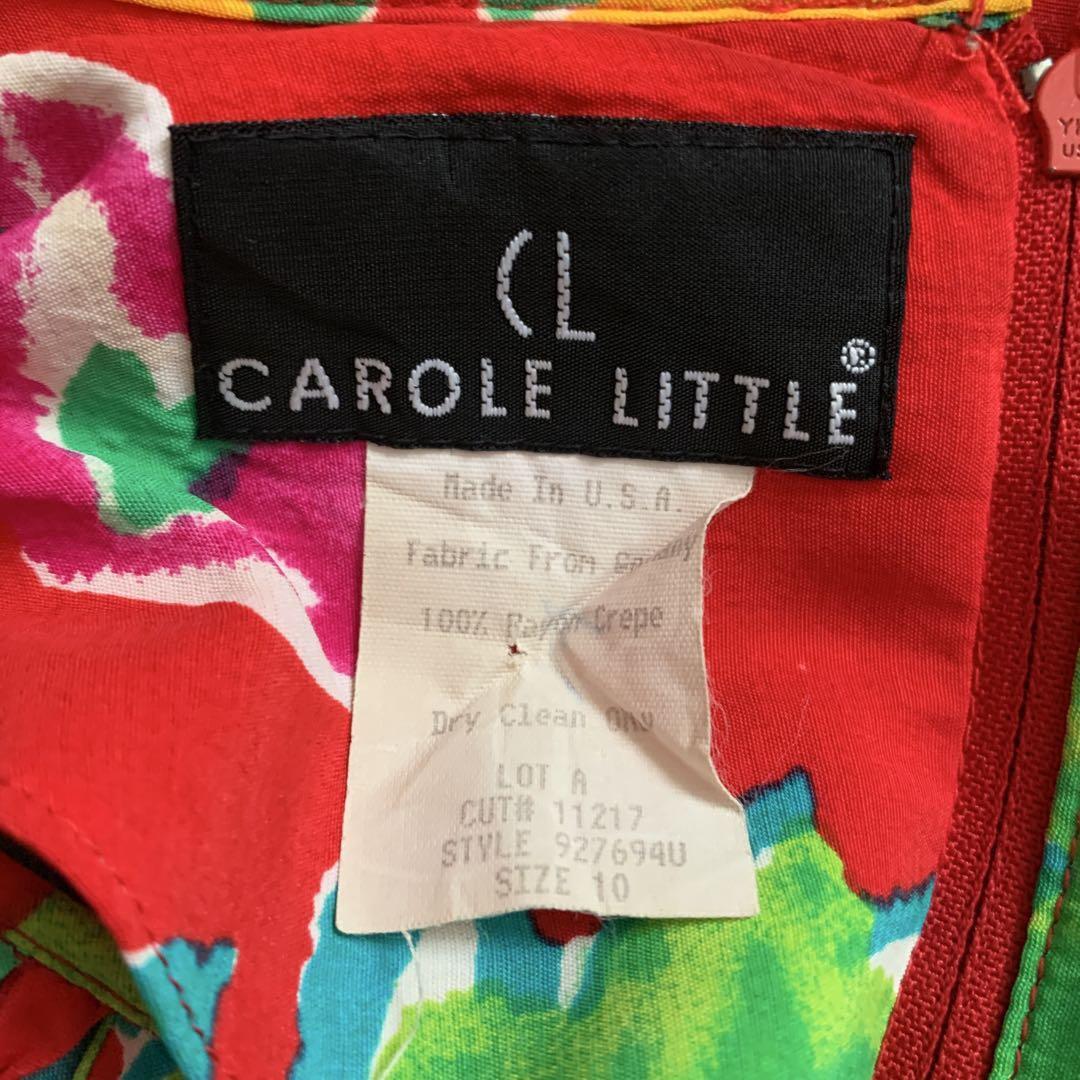 CL
CAROLE LITTLE®
Made In U.S.A.
Fabric From
100% Rayon Crepe
Dry Clean Only
LOT A
CUT# 11217
STYLE 927694U
SIZE 10